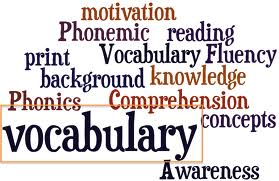 motivation
Phonemic reading
print Vocabulary Fluency
background knowledge
Phonics Comprehension
vocabulary concepts
Awareness